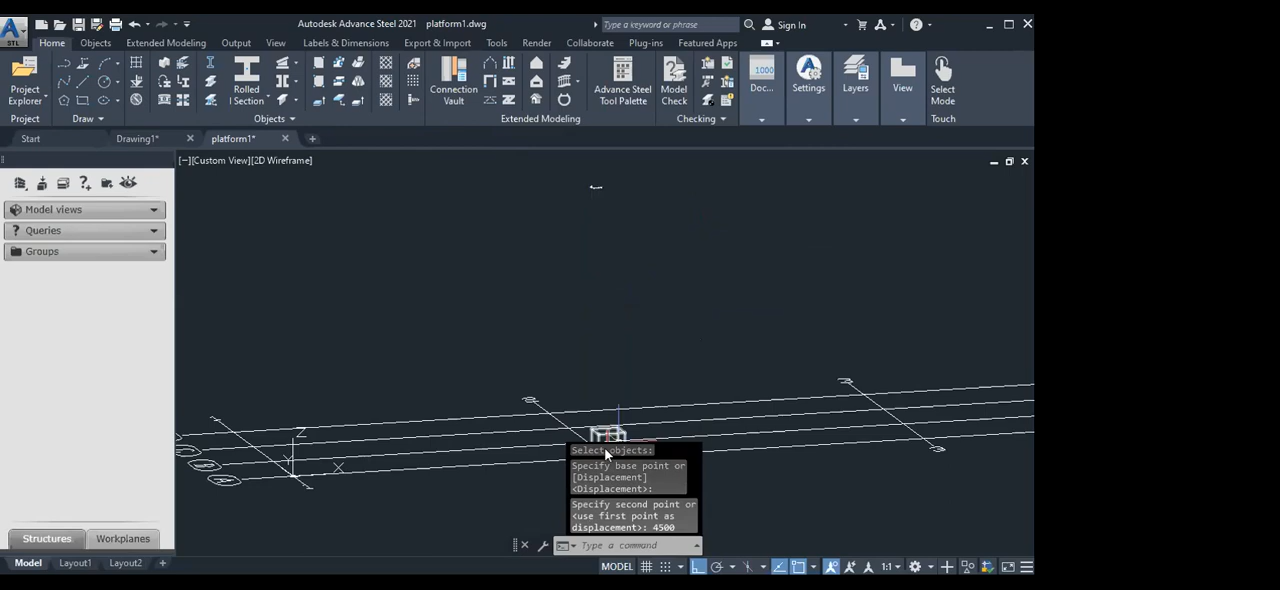 Autodesk Advance Steel 2021 platform1.dwg
Type a keyword or phrase
Sign In
STL
Home Objects Extended Modeling Output View Labels & Dimensions Export & Import Tools Render Collaborate Plug-ins Featured Apps
Project
Explorer
Rolled
I Section
Connection
Vault
Advance Steel
Tool Palette
Model
Check
1000
Doc...
Settings
Layers
View
Select
Mode
Project Draw Objects Extended Modeling Checking Touch
Start Drawing1* platform1*
[−][Custom View][2D Wireframe]
Model views
Queries
Groups
Z
Y
X
B
A
Select objects:
Specify base point or
[Displacement]
<Displacement>:
Specify second point or
<use first point as
displacement>: 4500
Type a command
Structures Workplanes
Model Layout1 Layout2
MODEL
1:1